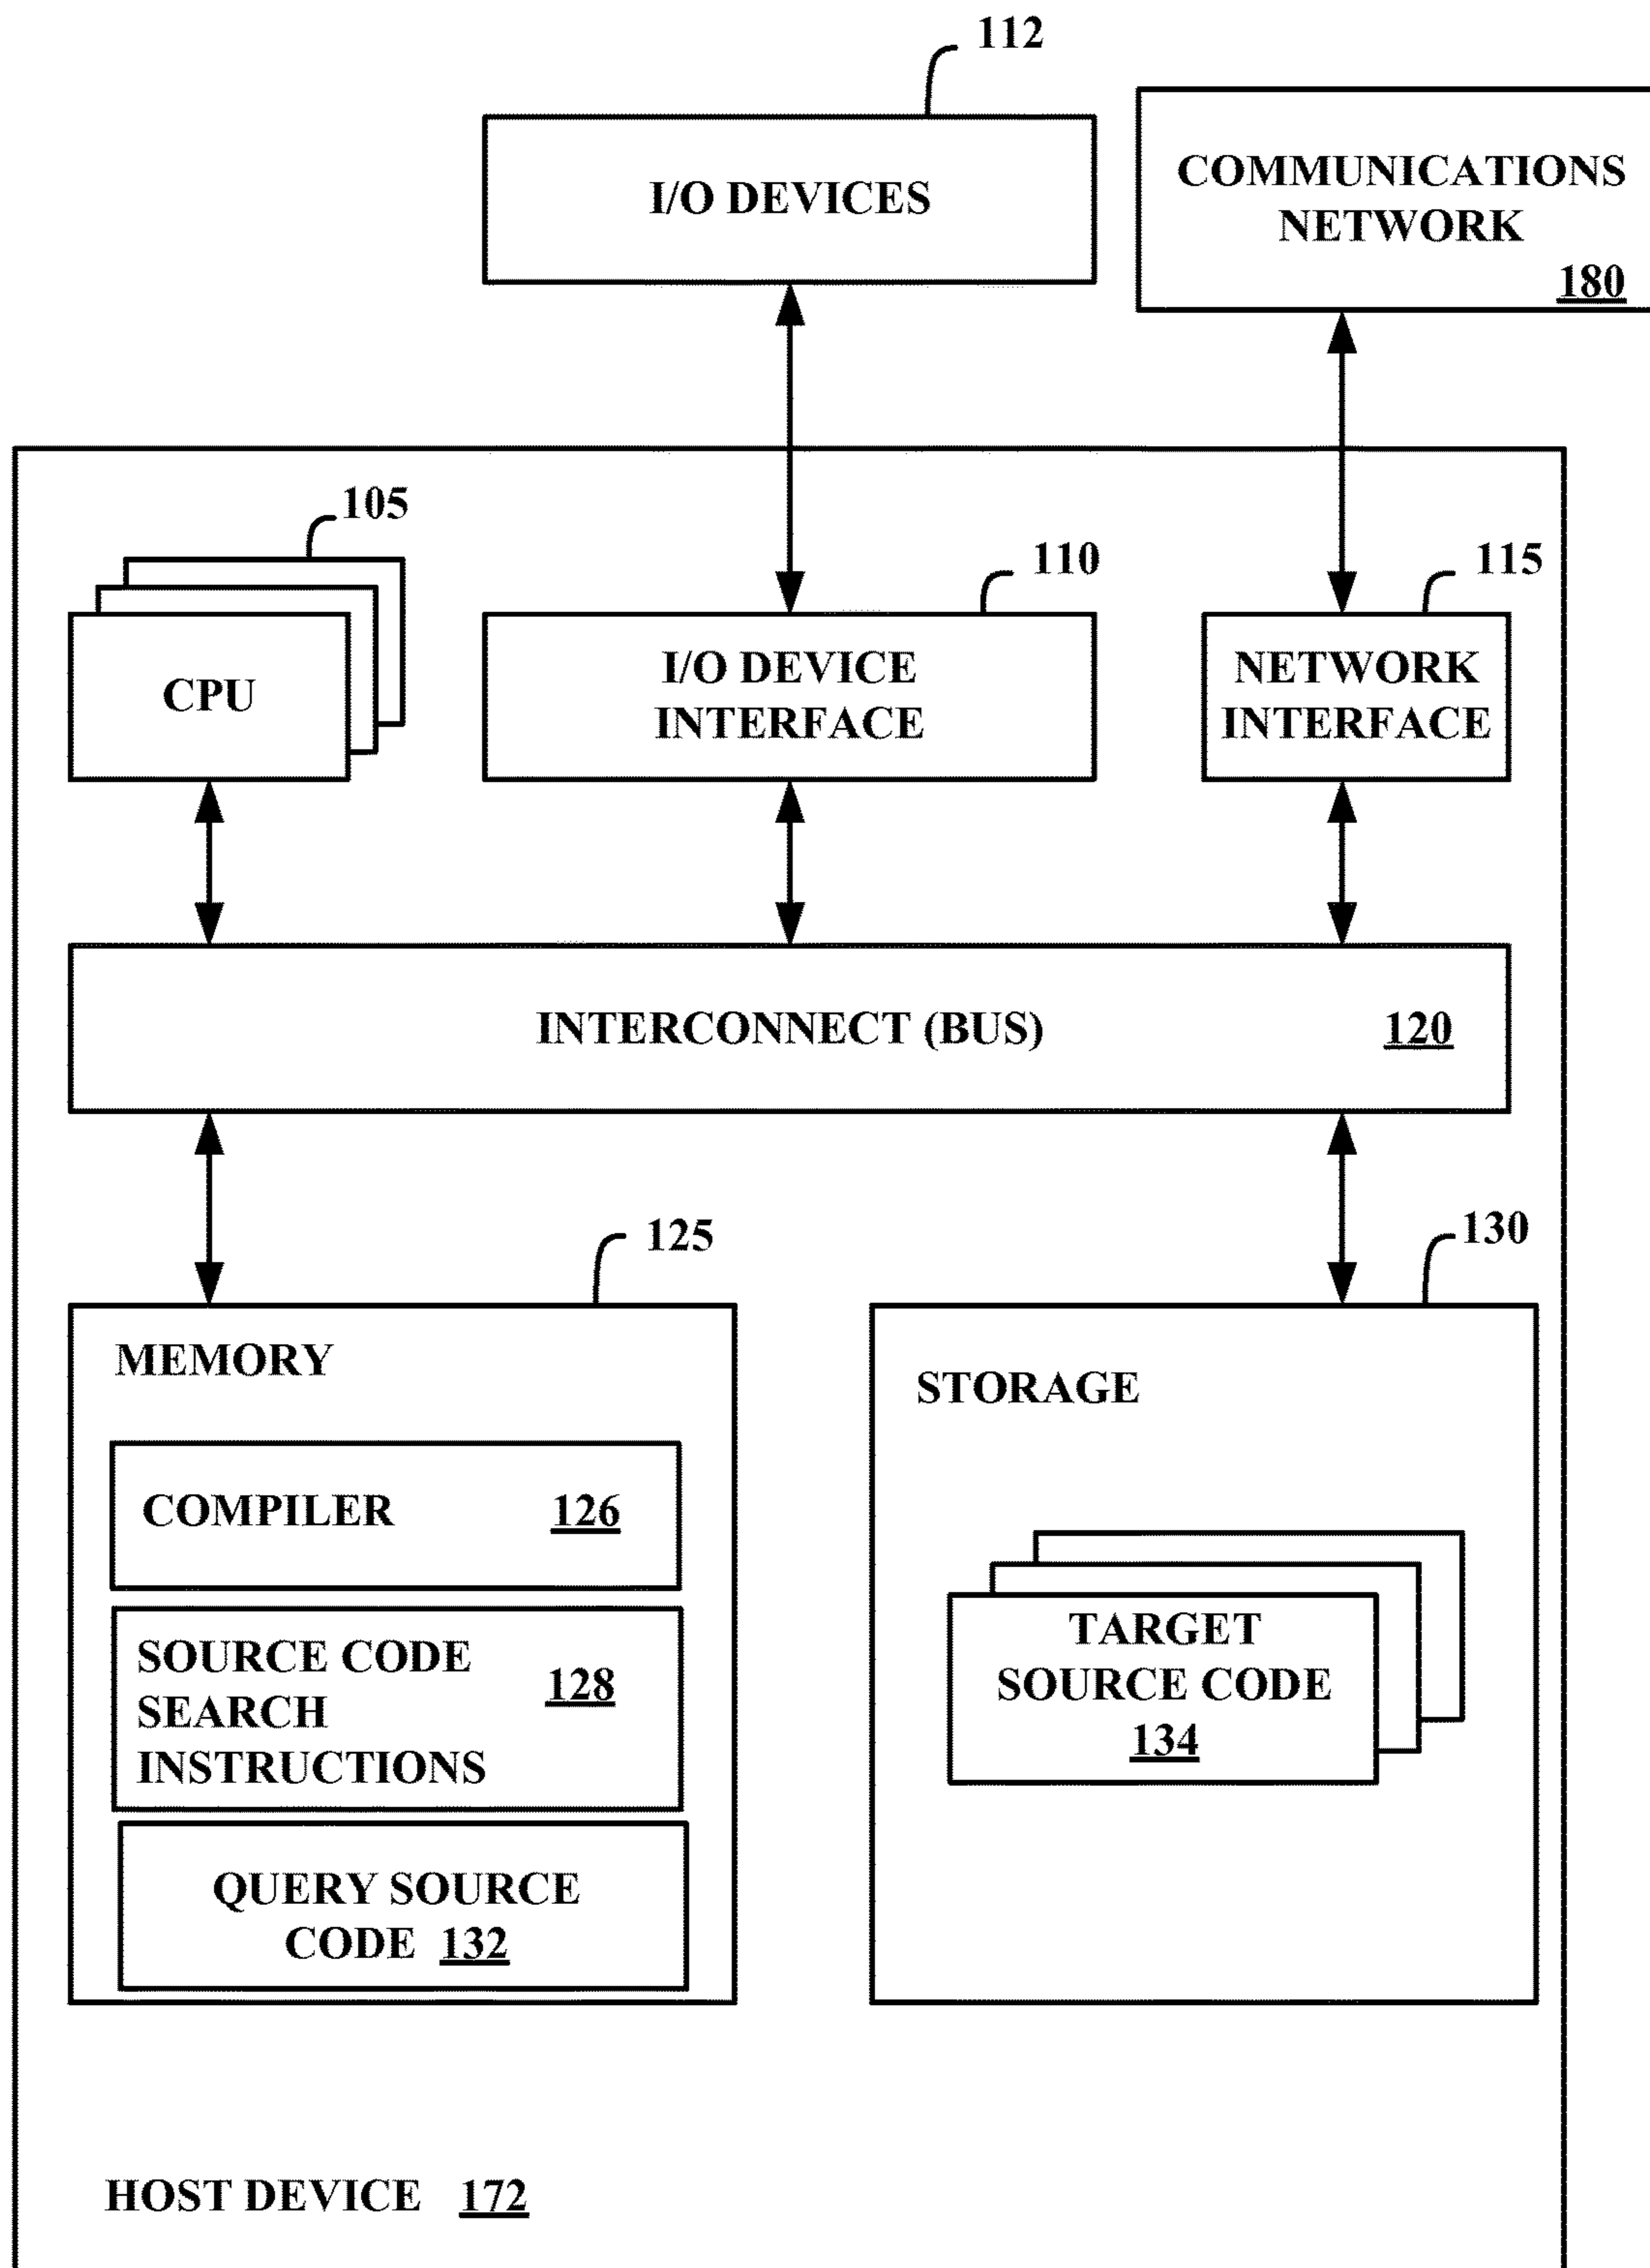 112
I/O DEVICES
COMMUNICATIONS
NETWORK
180
105
CPU
110
I/O DEVICE
INTERFACE
115
NETWORK
INTERFACE
INTERCONNECT (BUS) 120
125
MEMORY
COMPILER 126
SOURCE CODE
SEARCH
INSTRUCTIONS
128
QUERY SOURCE
CODE 132
130
STORAGE
TARGET
SOURCE CODE
134
HOST DEVICE 172